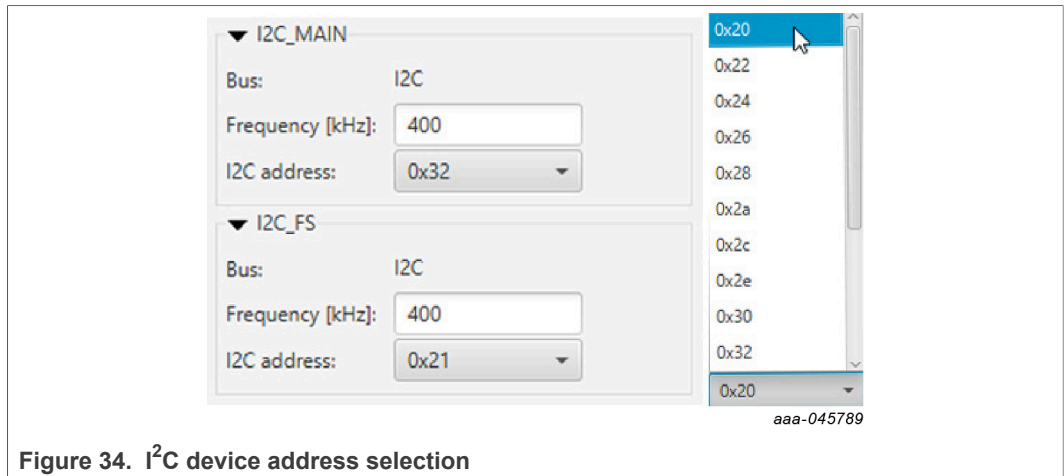 I2C_MAIN
Bus: I2C
Frequency [kHz]: 400
I2C address: 0x32
I2C_FS
Bus: I2C
Frequency [kHz]: 400
I2C address: 0x21
0x20
0x22
0x24
0x26
0x28
0x2a
0x2c
0x2e
0x30
0x32
0x20
aaa-045789
Figure 34. I²C device address selection